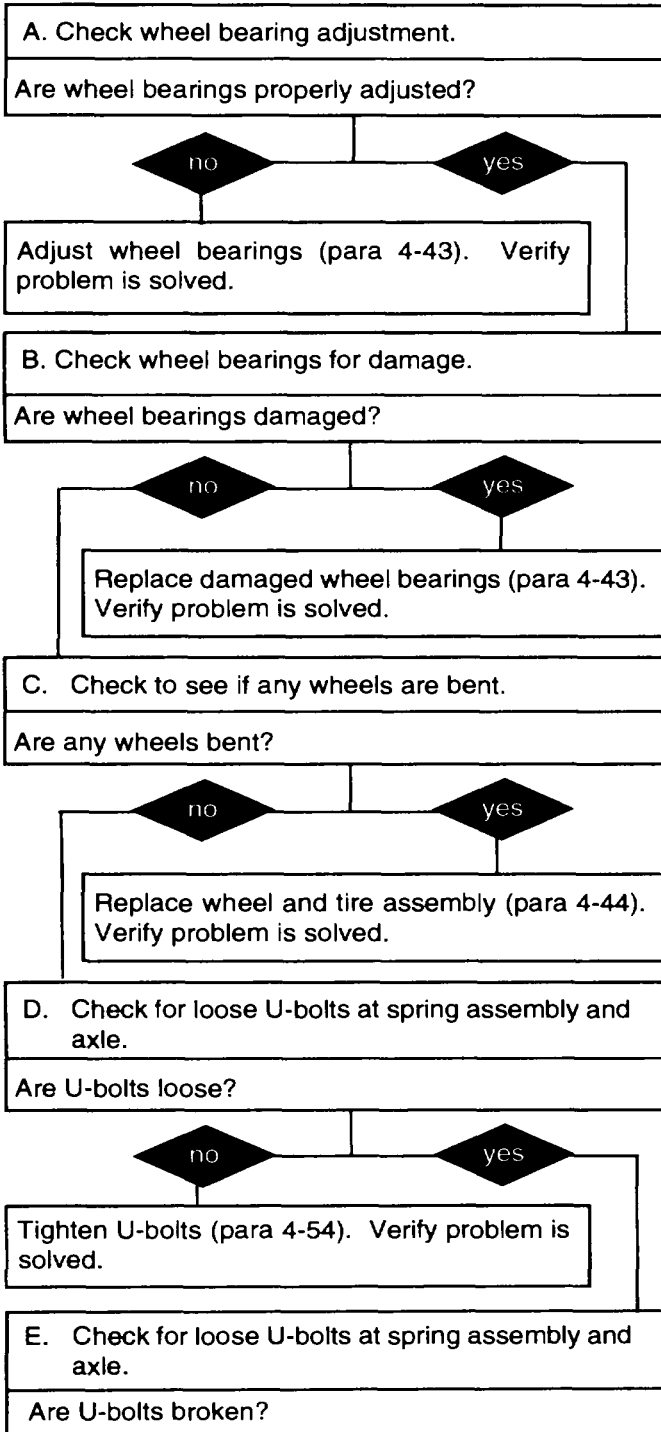 A. Check wheel bearing adjustment.
Are wheel bearings properly adjusted?
no
yes
Adjust wheel bearings (para 4-43). Verify
problem is solved.
B. Check wheel bearings for damage.
Are wheel bearings damaged?
no
yes
Replace damaged wheel bearings (para 4-43).
Verify problem is solved.
C. Check to see if any wheels are bent.
Are any wheels bent?
no
yes
Replace wheel and tire assembly (para 4-44).
Verify problem is solved.
D. Check for loose U-bolts at spring assembly and
axle.
Are U-bolts loose?
no
yes
Tighten U-bolts (para 4-54). Verify problem is
solved.
E. Check for loose U-bolts at spring assembly and
axle.
Are U-bolts broken?